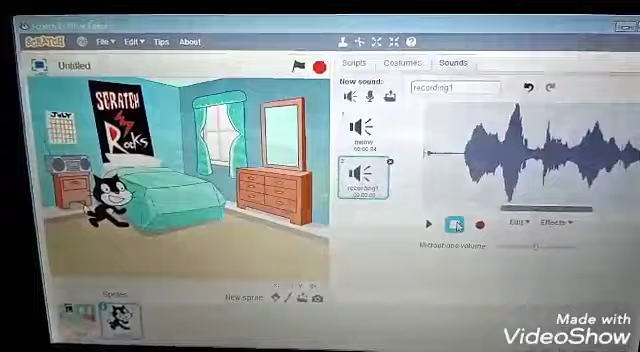 SCRATCH File Edit Tips About
Untitled
Scripts Costumes Sounds
New sound:
recording1
meow
recording1
Edit Effects
Microphone volume
JULY
SCRATCH
Rocks
Sprites
New sprite:
Made with
VideoShow